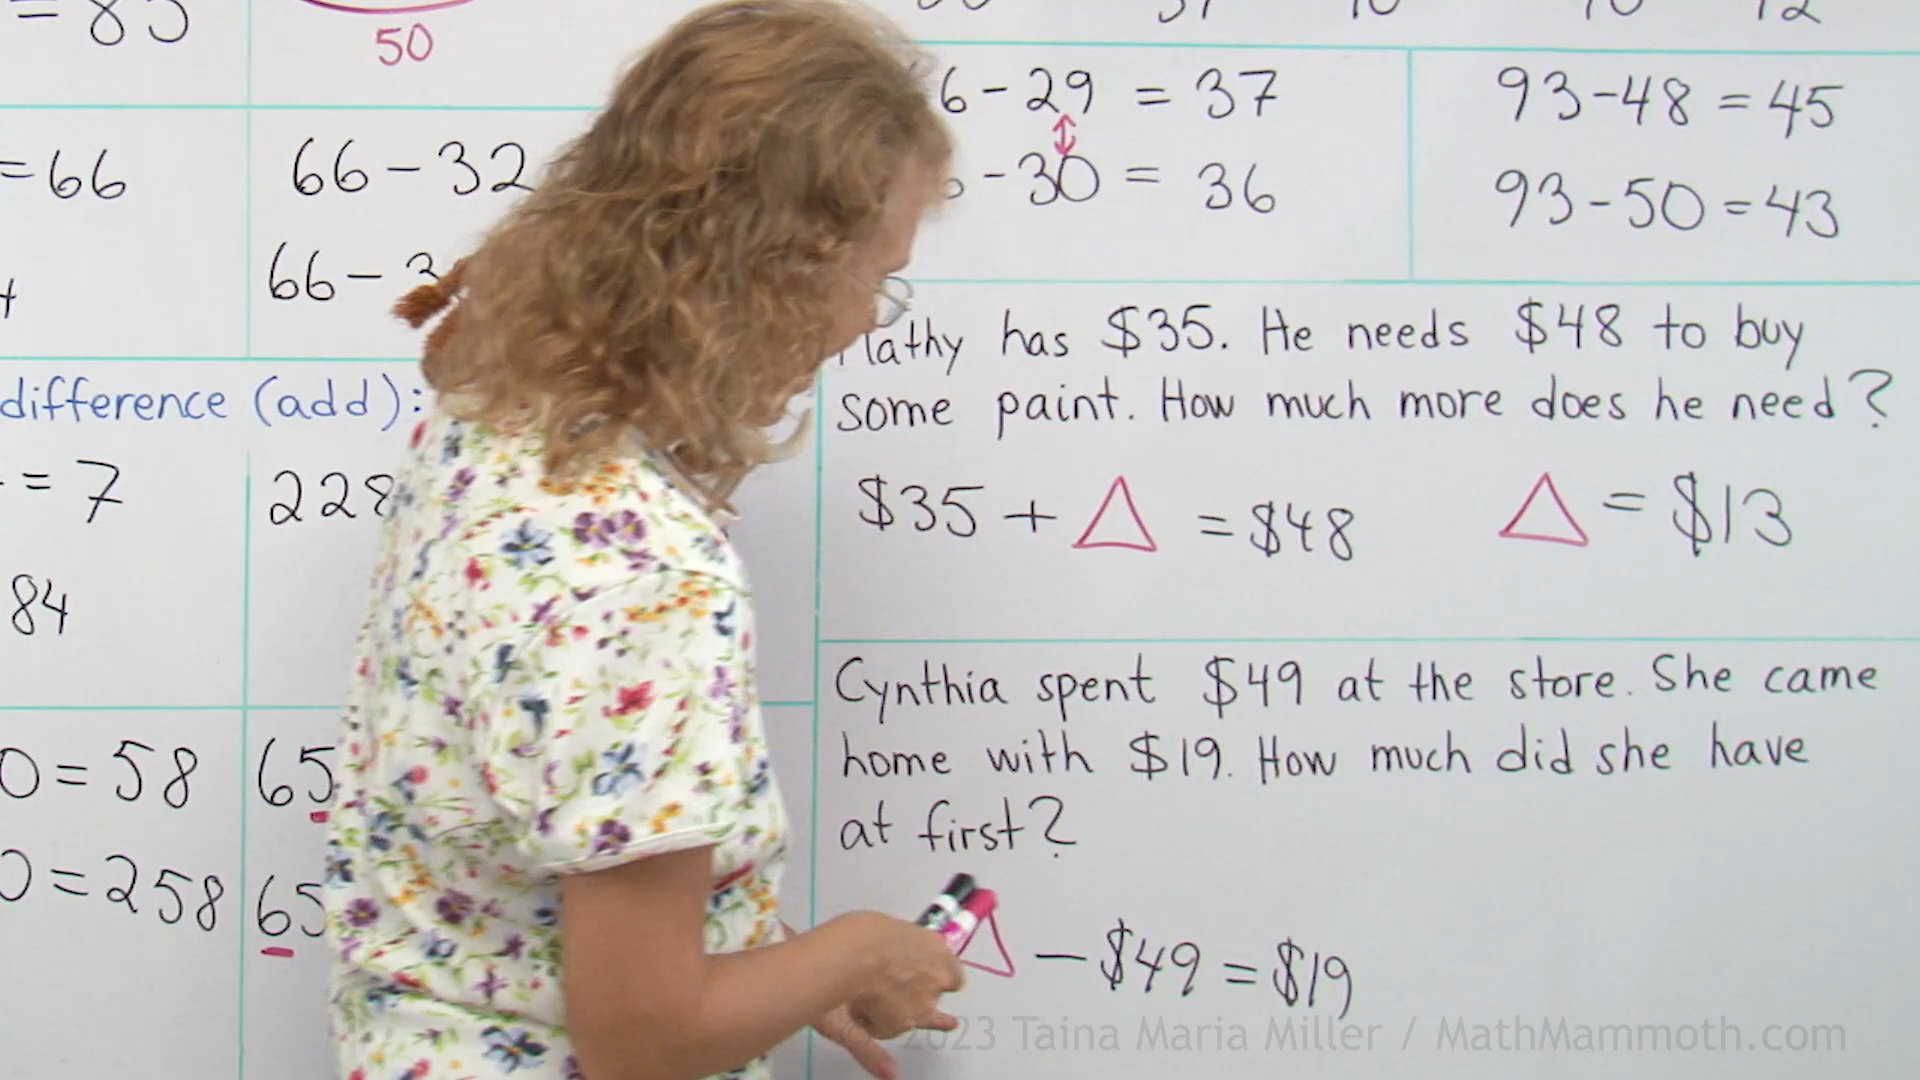 = 85
50
= 66
66 - 32
66 - 3
difference (add):
= 7
228
84
0 = 58
65
0 = 258
65
6 - 29 = 37
- 30 = 36
93 - 48 = 45
93 - 50 = 43
Mathy has $35. He needs $48 to buy
some paint. How much more does he need?
$35 + △ = $48
△ = $13
Cynthia spent $49 at the store. She came
home with $19. How much did she have
at first?
△ - $49 = $19
2023 Taina Maria Miller / MathMammoth.com